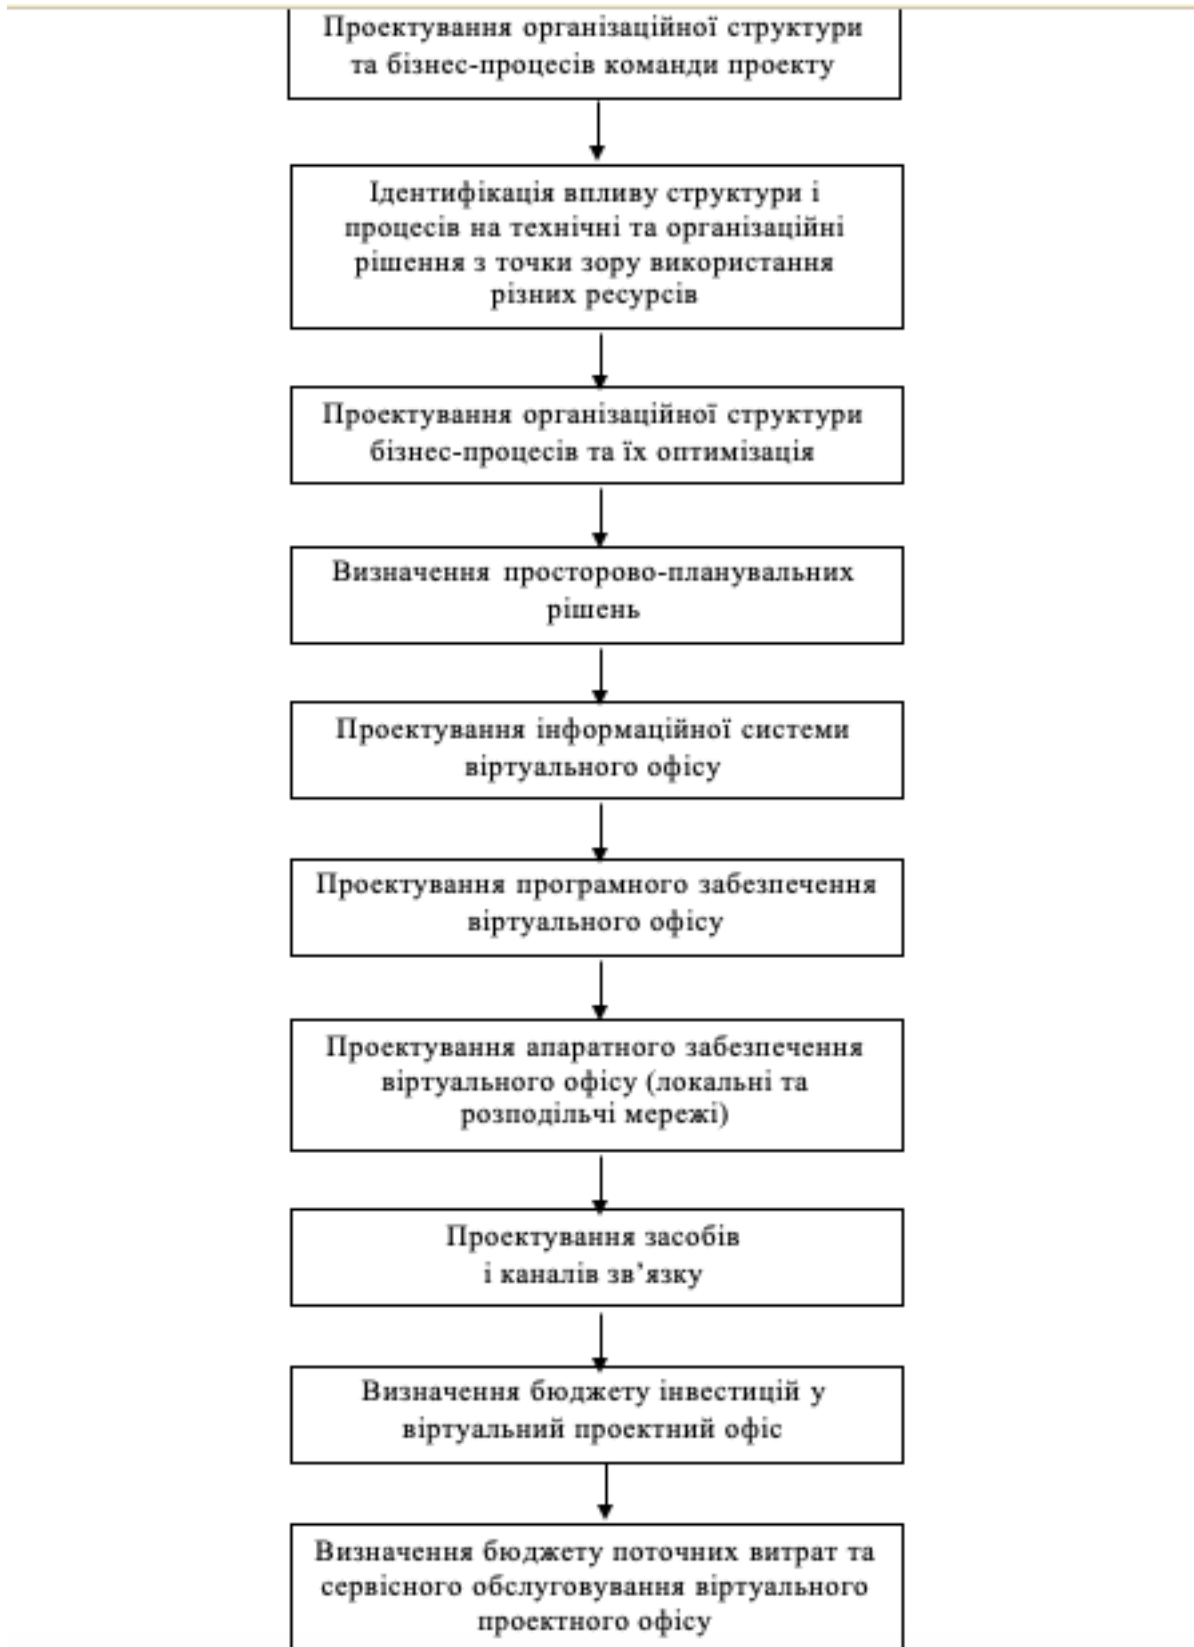 Проектування організаційної структури
та бізнес-процесів команди проекту
Ідентифікація впливу структури і
процесів на технічні та організаційні
рішення з точки зору використання
різних ресурсів
Проектування організаційної структури
бізнес-процесів та їх оптимізація
Визначення просторово-планувальних
рішень
Проектування інформаційної системи
віртуального офісу
Проектування програмного забезпечення
віртуального офісу
Проектування апаратного забезпечення
віртуального офісу (локальні та
розподільчі мережі)
Проектування засобів
і каналів зв’язку
Визначення бюджету інвестицій у
віртуальний проектний офіс
Визначення бюджету поточних витрат та
сервісного обслуговування віртуального
проектного офісу